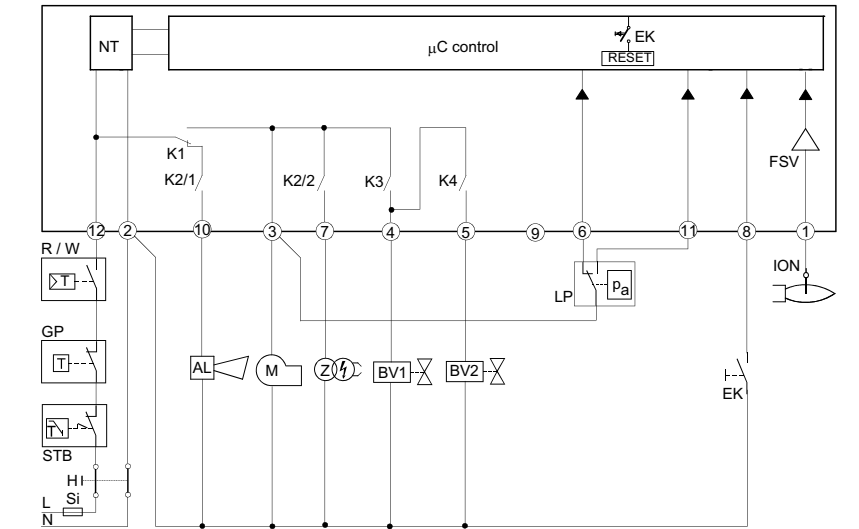 NT
μC control
EK
RESET
FSV
K1
K2/1
K2/2
K3
K4
12
2
10
3
7
4
5
9
6
11
8
1
R / W
T
LP
pa
ION
GP
T
AL
M
Z
BV1
BV2
EK
T
STB
H
L
Si
N